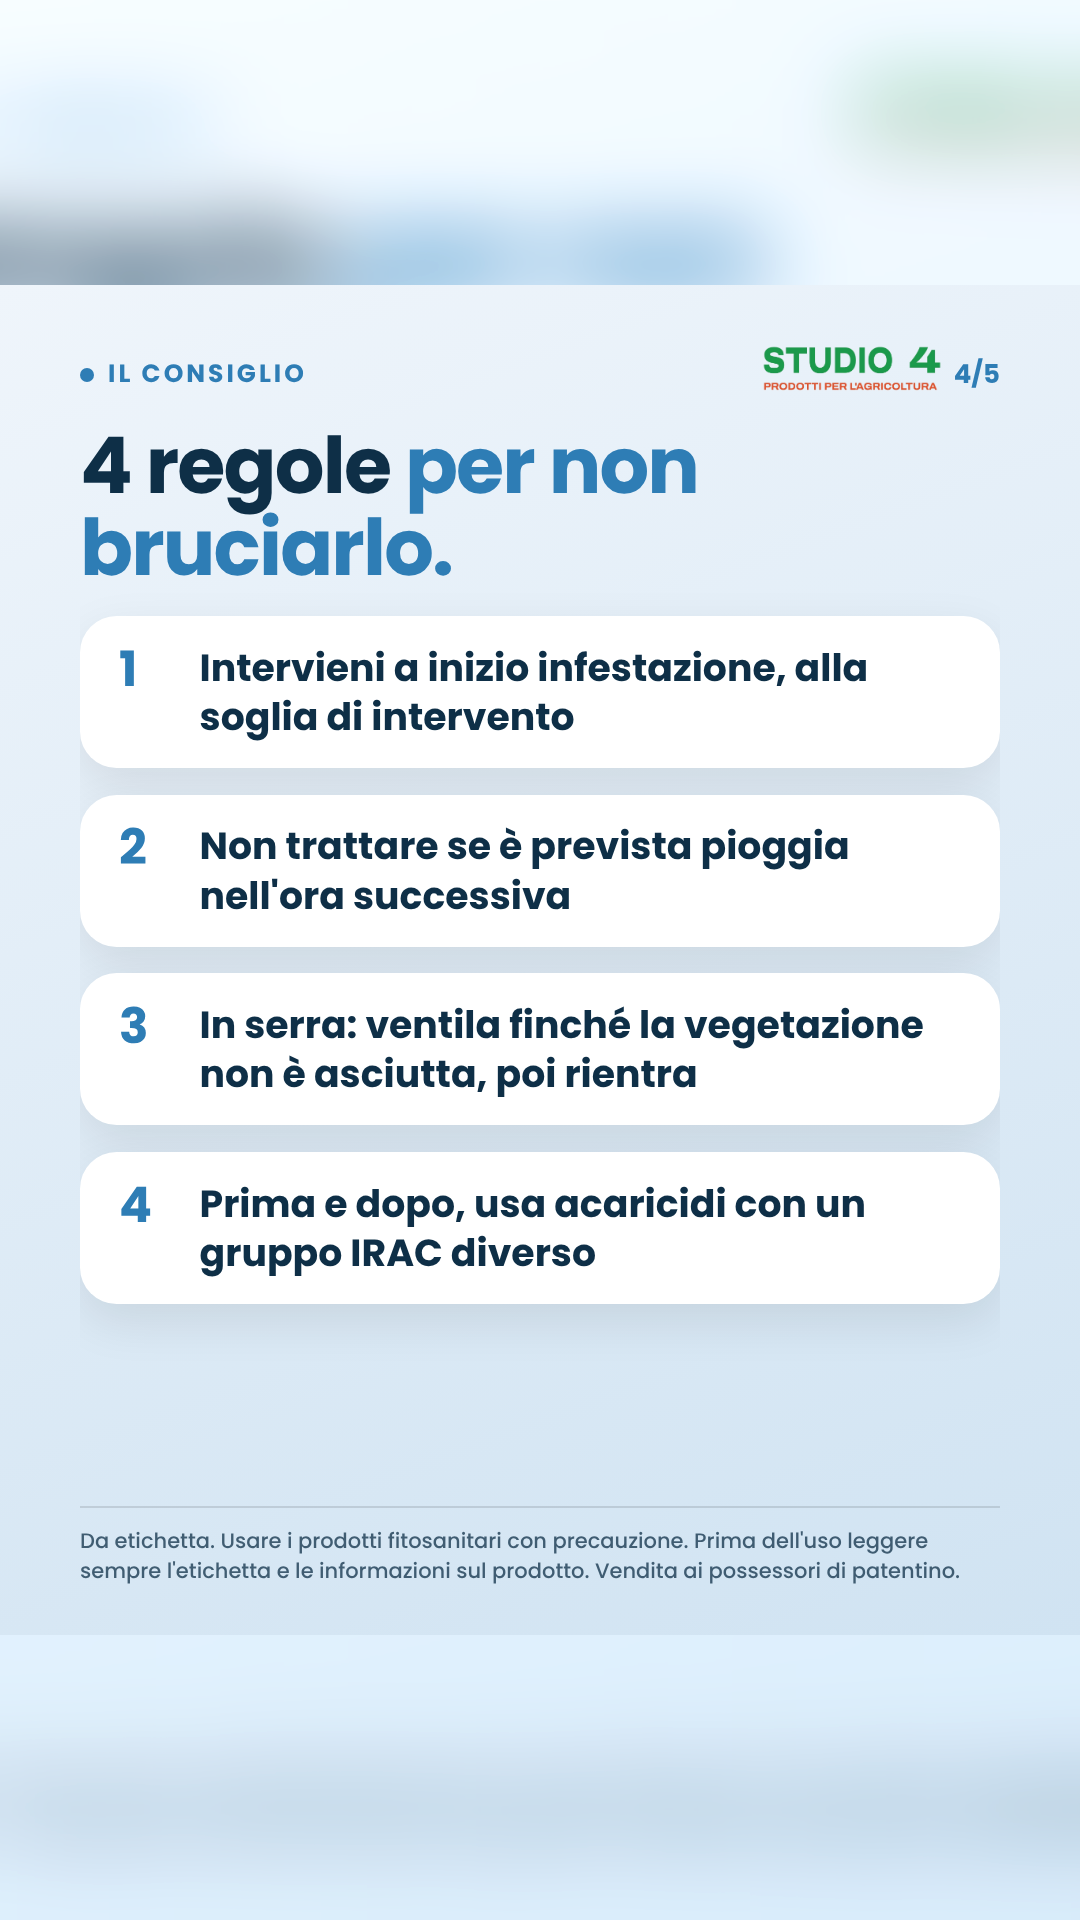 IL CONSIGLIO
STUDIO 4
PRODOTTI PER L'AGRICOLTURA
4/5
4 regole per non
bruciarlo.
1
Intervieni a inizio infestazione, alla
soglia di intervento
2
Non trattare se è prevista pioggia
nell'ora successiva
3
In serra: ventila finché la vegetazione
non è asciutta, poi rientra
4
Prima e dopo, usa acaricidi con un
gruppo IRAC diverso
Da etichetta. Usare i prodotti fitosanitari con precauzione. Prima dell'uso leggere
sempre l'etichetta e le informazioni sul prodotto. Vendita ai possessori di patentino.